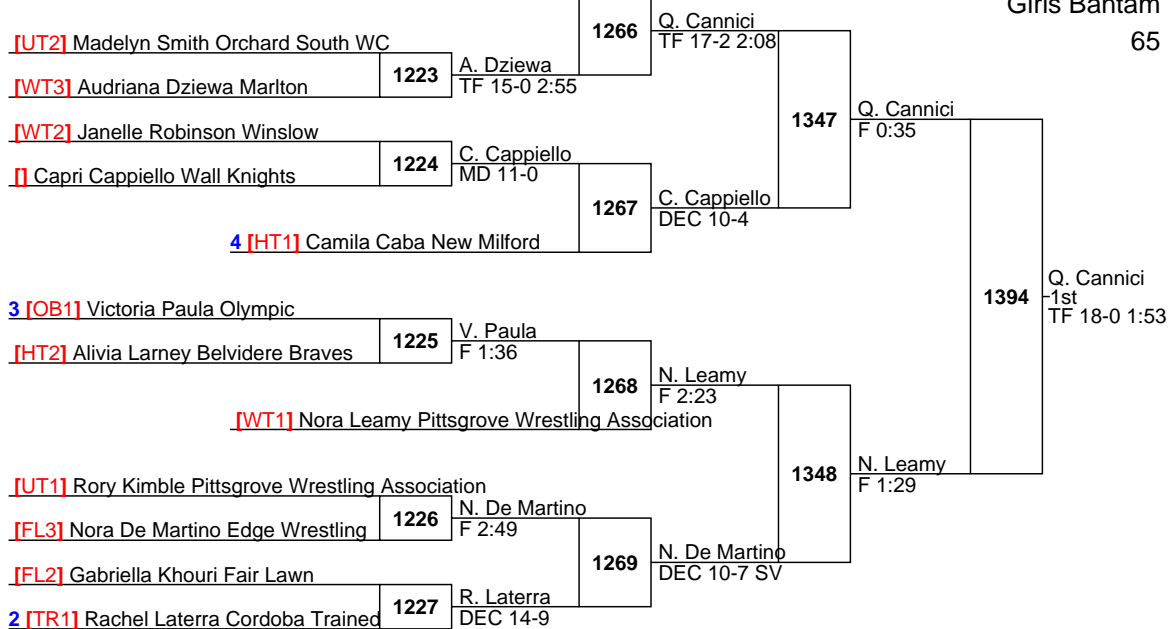 Girls Bantam
65
1266
Q. Cannici
TF 17-2 2:08
[UT2] Madelyn Smith Orchard South WC
1223
A. Dziewa
TF 15-0 2:55
[WT3] Audriana Dziewa Marlton
1347
Q. Cannici
F 0:35
[WT2] Janelle Robinson Winslow
1224
C. Cappiello
MD 11-0
[] Capri Cappiello Wall Knights
1267
C. Cappiello
DEC 10-4
4 [HT1] Camila Caba New Milford
1394
Q. Cannici
1st
TF 18-0 1:53
3 [OB1] Victoria Paula Olympic
1225
V. Paula
F 1:36
[HT2] Alivia Larney Belvidere Braves
1268
N. Leamy
F 2:23
[WT1] Nora Leamy Pittsgrove Wrestling Association
1348
N. Leamy
F 1:29
[UT1] Rory Kimble Pittsgrove Wrestling Association
1226
N. De Martino
F 2:49
[FL3] Nora De Martino Edge Wrestling
1269
N. De Martino
DEC 10-7 SV
[FL2] Gabriella Khouri Fair Lawn
1227
R. Laterra
DEC 14-9
2 [TR1] Rachel Laterra Cordoba Trained